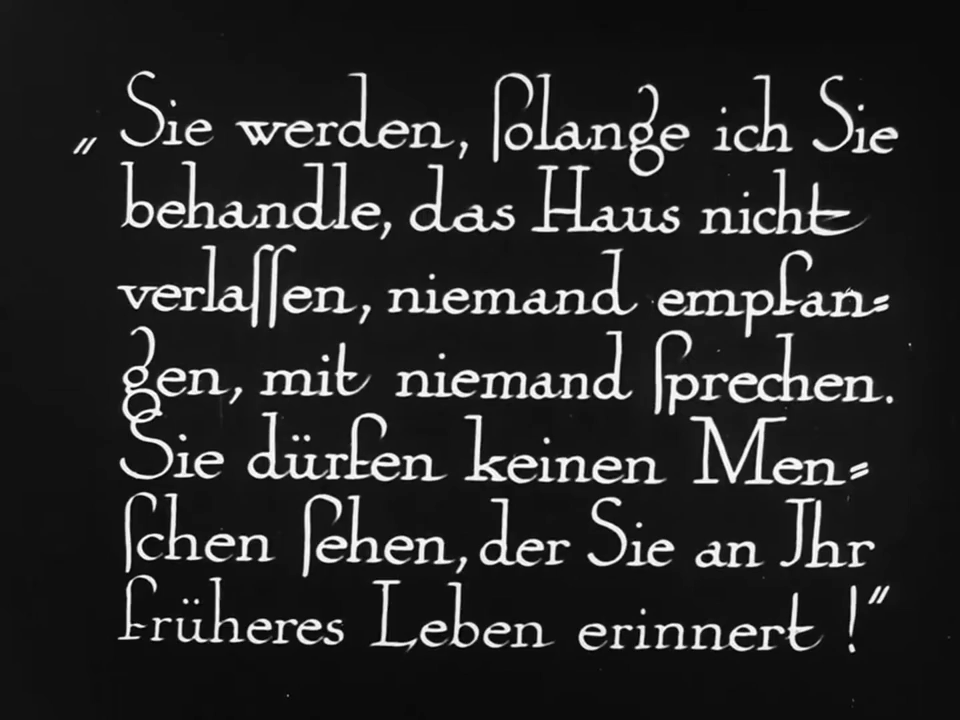 „Sie werden, ſolange ich Sie
behandle, das Haus nicht
verlaſſen, niemand empfan⸗
gen, mit niemand ſprechen.
Sie dürfen keinen Men⸗
ſchen ſehen, der Sie an Ihr
früheres Leben erinnert!“